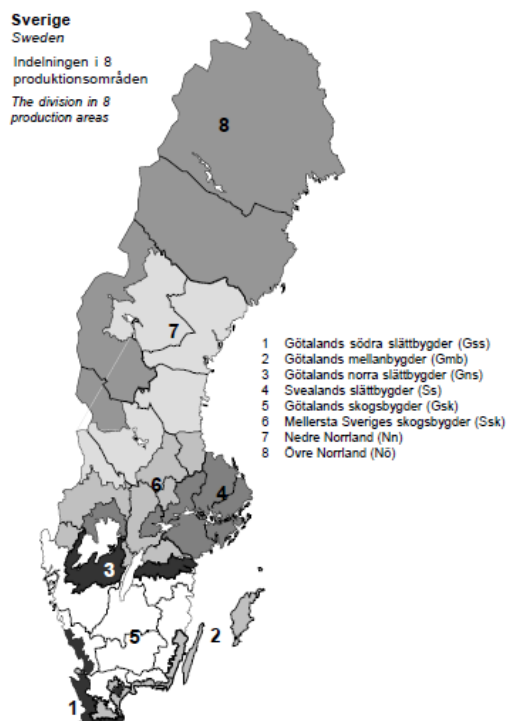 Sverige
Sweden
Indelningen i 8
produktionsområden
The division in 8
production areas
8
7
1 Götalands södra slättbygder (Gss)
2 Götalands mellanbygder (Gmb)
3 Götalands norra slättbygder (Gns)
4 Svealands slättbygder (Ss)
5 Götalands skogsbygder (Gsk)
6 Mellersta Sveriges skogsbygder (Ssk)
7 Nedre Norrland (Nn)
8 Övre Norrland (Nö)
6
4
3
5
2
1